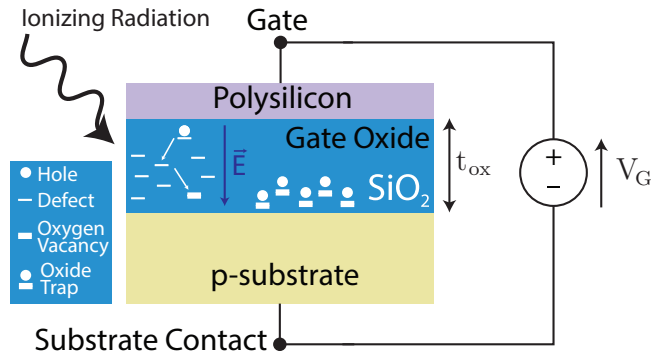 Ionizing Radiation
Gate
Polysilicon
Gate Oxide
E
tox
SiO2
+
−
VG
Hole
Defect
Oxygen
Vacancy
Oxide
Trap
p-substrate
Substrate Contact